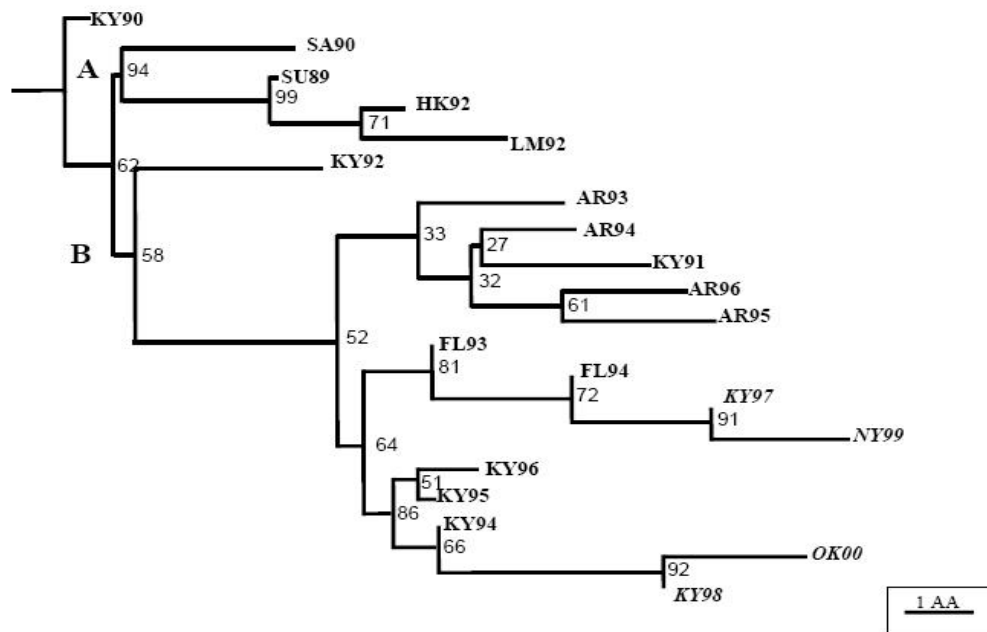 KY90
SA90
A
94
SU89
99
HK92
71
LM92
62
KY92
AR93
33
AR94
27
KY91
B
58
32
AR96
61
AR95
52
FL93
81
FL94
72
KY97
91
NY99
64
KY96
51
KY95
86
KY94
66
OK00
92
KY98
1 AA